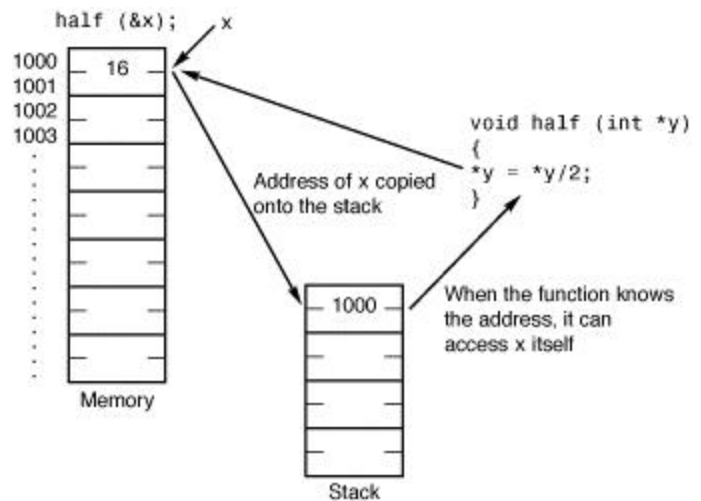 half (&x);
x
1000
1001
1002
1003
16
void half (int *y)
{
*y = *y/2;
}
Address of x copied
onto the stack
1000
When the function knows
the address, it can
access x itself
Memory
Stack